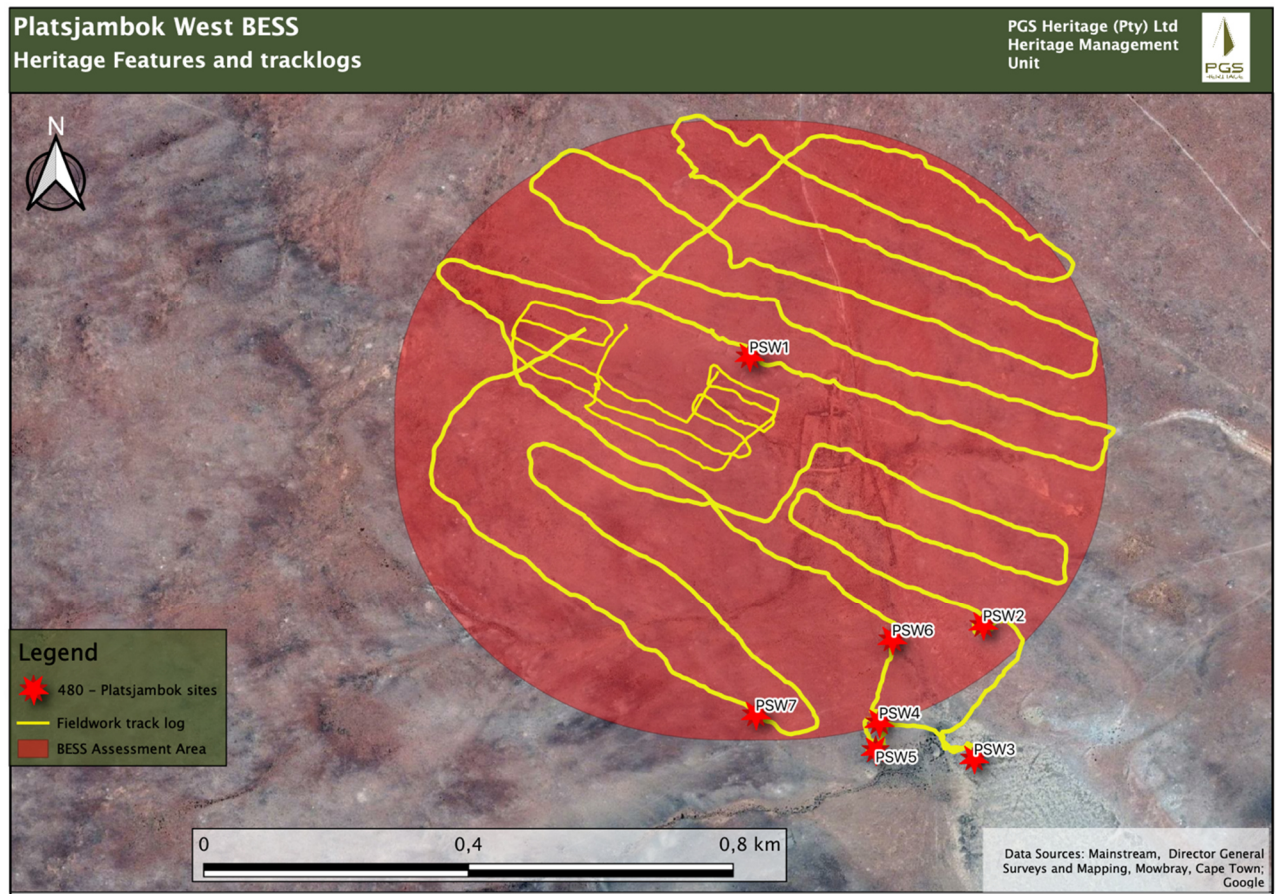 Platsjambok West BESS
Heritage Features and tracklogs
PGS Heritage (Pty) Ltd
Heritage Management
Unit
PGS
HERITAGE
N
PSW1
PSW2
PSW6
PSW7
PSW4
PSW5
PSW3
Legend
480 - Platsjambok sites
Fieldwork track log
BESS Assessment Area
0
0,4
0,8 km
Data Sources: Mainstream, Director General
Surveys and Mapping, Mowbray, Cape Town;
Google